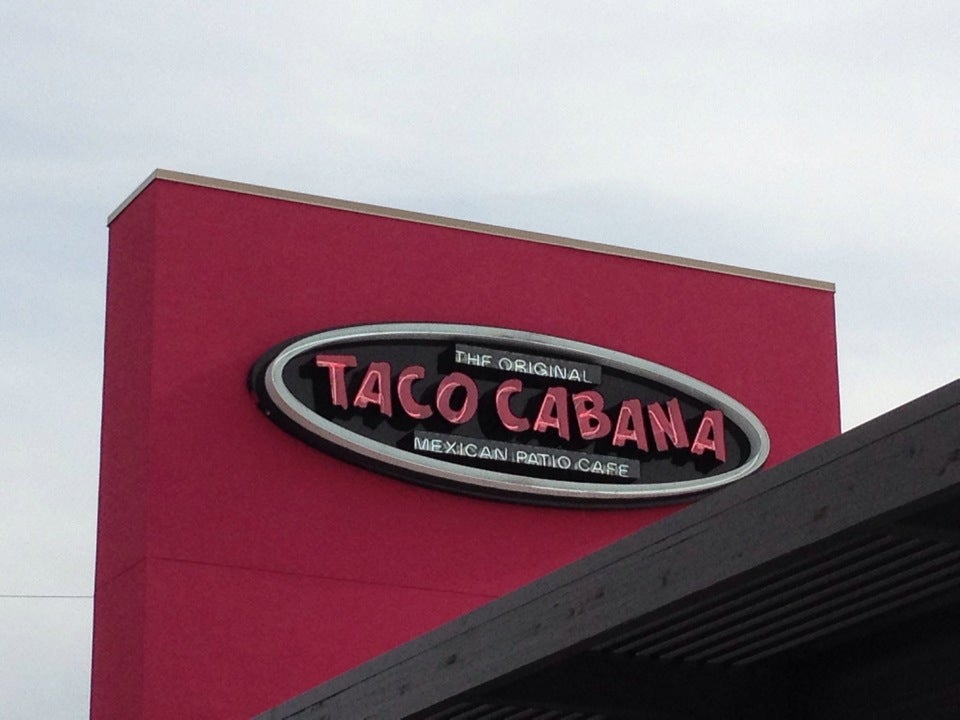 THE ORIGINAL
TACO CABANA
MEXICAN PATIO CAFE